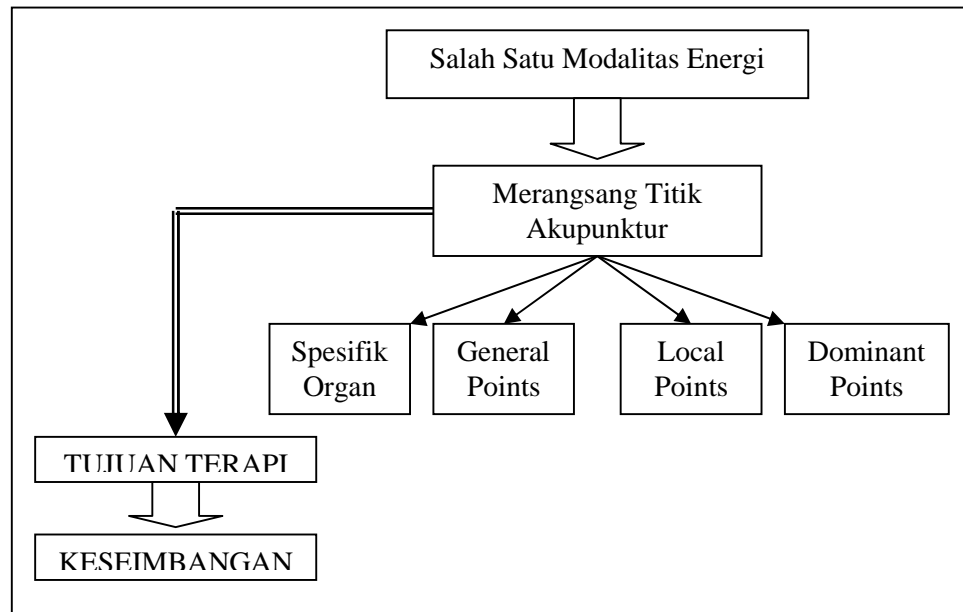 Salah Satu Modalitas Energi
Merangsang Titik
Akupunktur
Spesifik
Organ
General
Points
Local
Points
Dominant
Points
TUJUAN TERAPI
KESEIMBANGAN